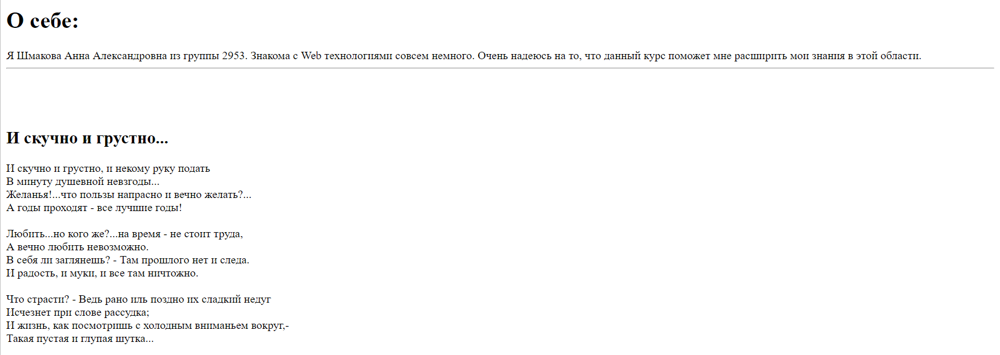 О себе:
Я Шмакова Анна Александровна из группы 2953. Знакома с Web технологиями совсем немного. Очень надеюсь на то, что данный курс поможет мне расширить мои знания в этой области.
И скучно и грустно...
И скучно и грустно, и некому руку подать
В минуту душевной невзгоды...
Желанья!...что пользы напрасно и вечно желать?...
А годы проходят - все лучшие годы!
Любить...но кого же?...на время - не стоит труда,
А вечно любить невозможно.
В себя ли заглянешь? - Там прошлого нет и следа.
И радость, и муки, и все там ничтожно.
Что страсти? - Ведь рано иль поздно их сладкий недуг
Исчезнет при слове рассудка;
И жизнь, как посмотришь с холодным вниманьем вокруг,-
Такая пустая и глупая шутка...